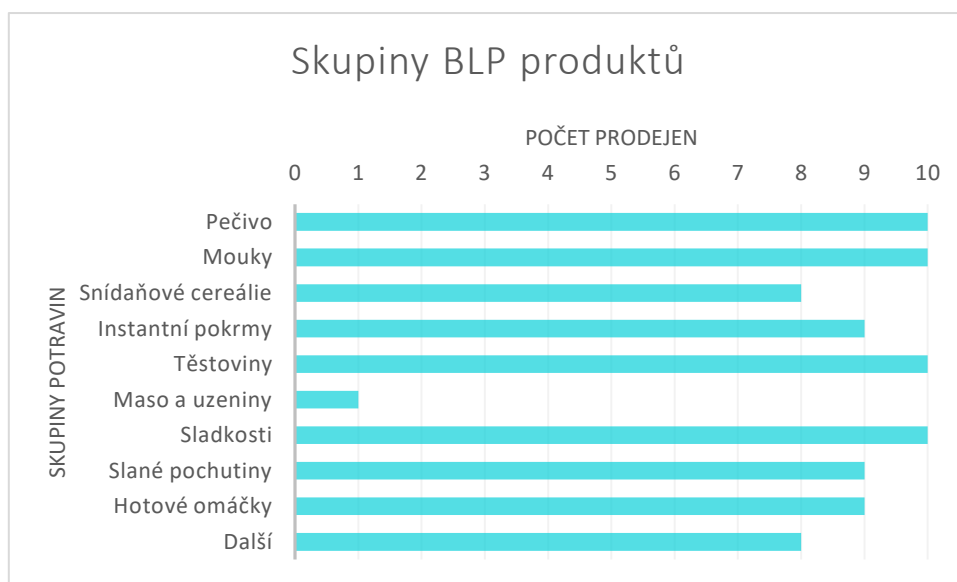 Skupiny BLP produktů
POČET PRODEJEN
0 1 2 3 4 5 6 7 8 9 10
SKUPINY POTRAVIN
Pečivo
Mouky
Snídaňové cereálie
Instantní pokrmy
Těstoviny
Maso a uzeniny
Sladkosti
Slané pochutiny
Hotové omáčky
Další